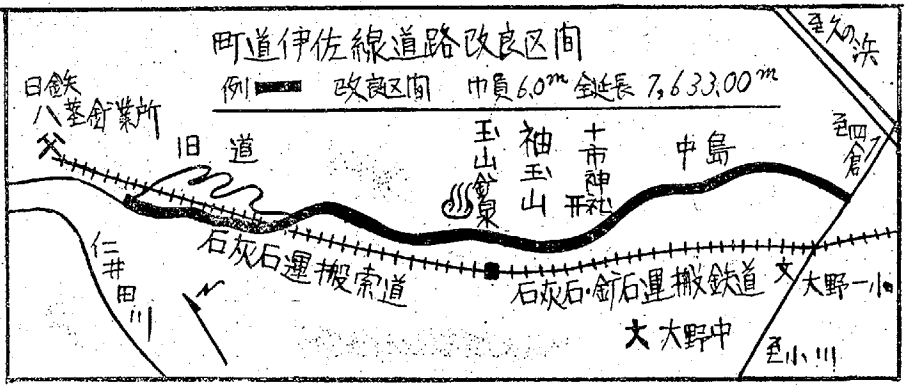 町道伊佐線道路改良区间
例 改良区间 巾員6.0m 全延長 7,633.00m
至久の浜
至四倉
日鉄
八茎鉱業所
旧道
玉山鉱泉
袖玉山
十市神社
中島
石灰石運搬索道
石灰石・鉱石運搬鉄道
文 大野一小
文 大野中
仁井田川
N
至小川